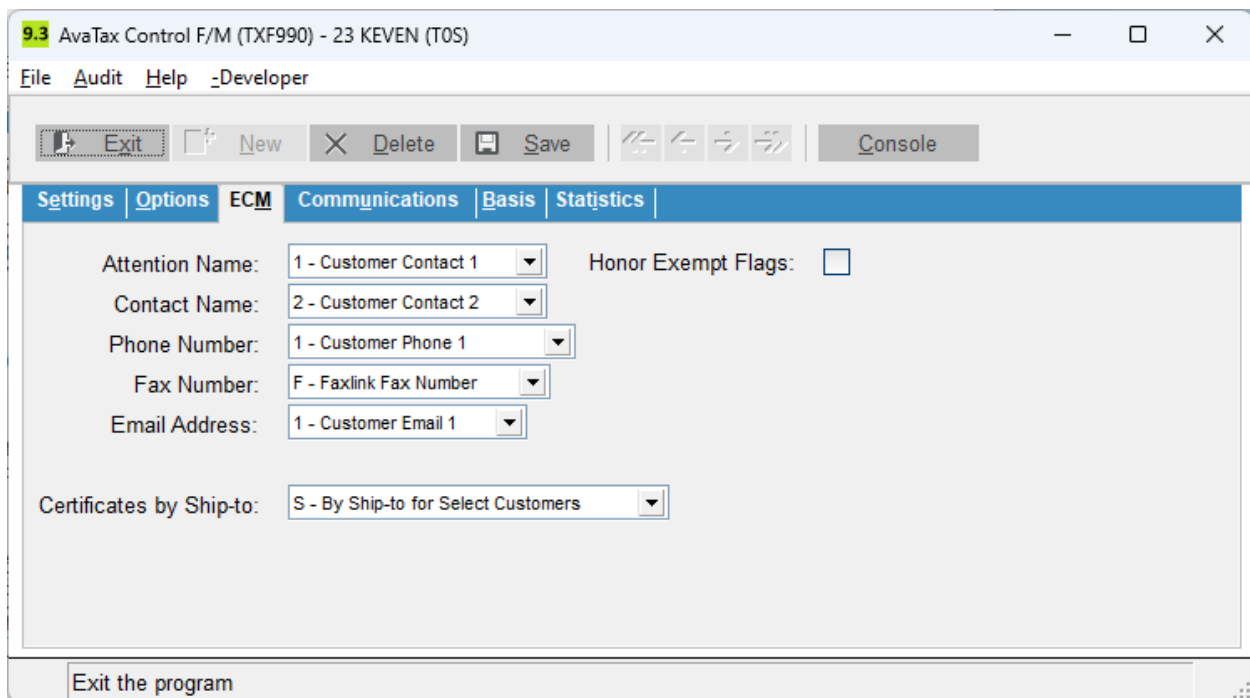 9.3 AvaTax Control F/M (TXF990) - 23 KEVEN (T0S)
File Audit Help -Developer
Exit New Delete Save Console
Settings Options ECM Communications Basis Statistics
Attention Name: 1 - Customer Contact 1 Honor Exempt Flags:
Contact Name: 2 - Customer Contact 2
Phone Number: 1 - Customer Phone 1
Fax Number: F - Faxlink Fax Number
Email Address: 1 - Customer Email 1
Certificates by Ship-to: S - By Ship-to for Select Customers
Exit the program